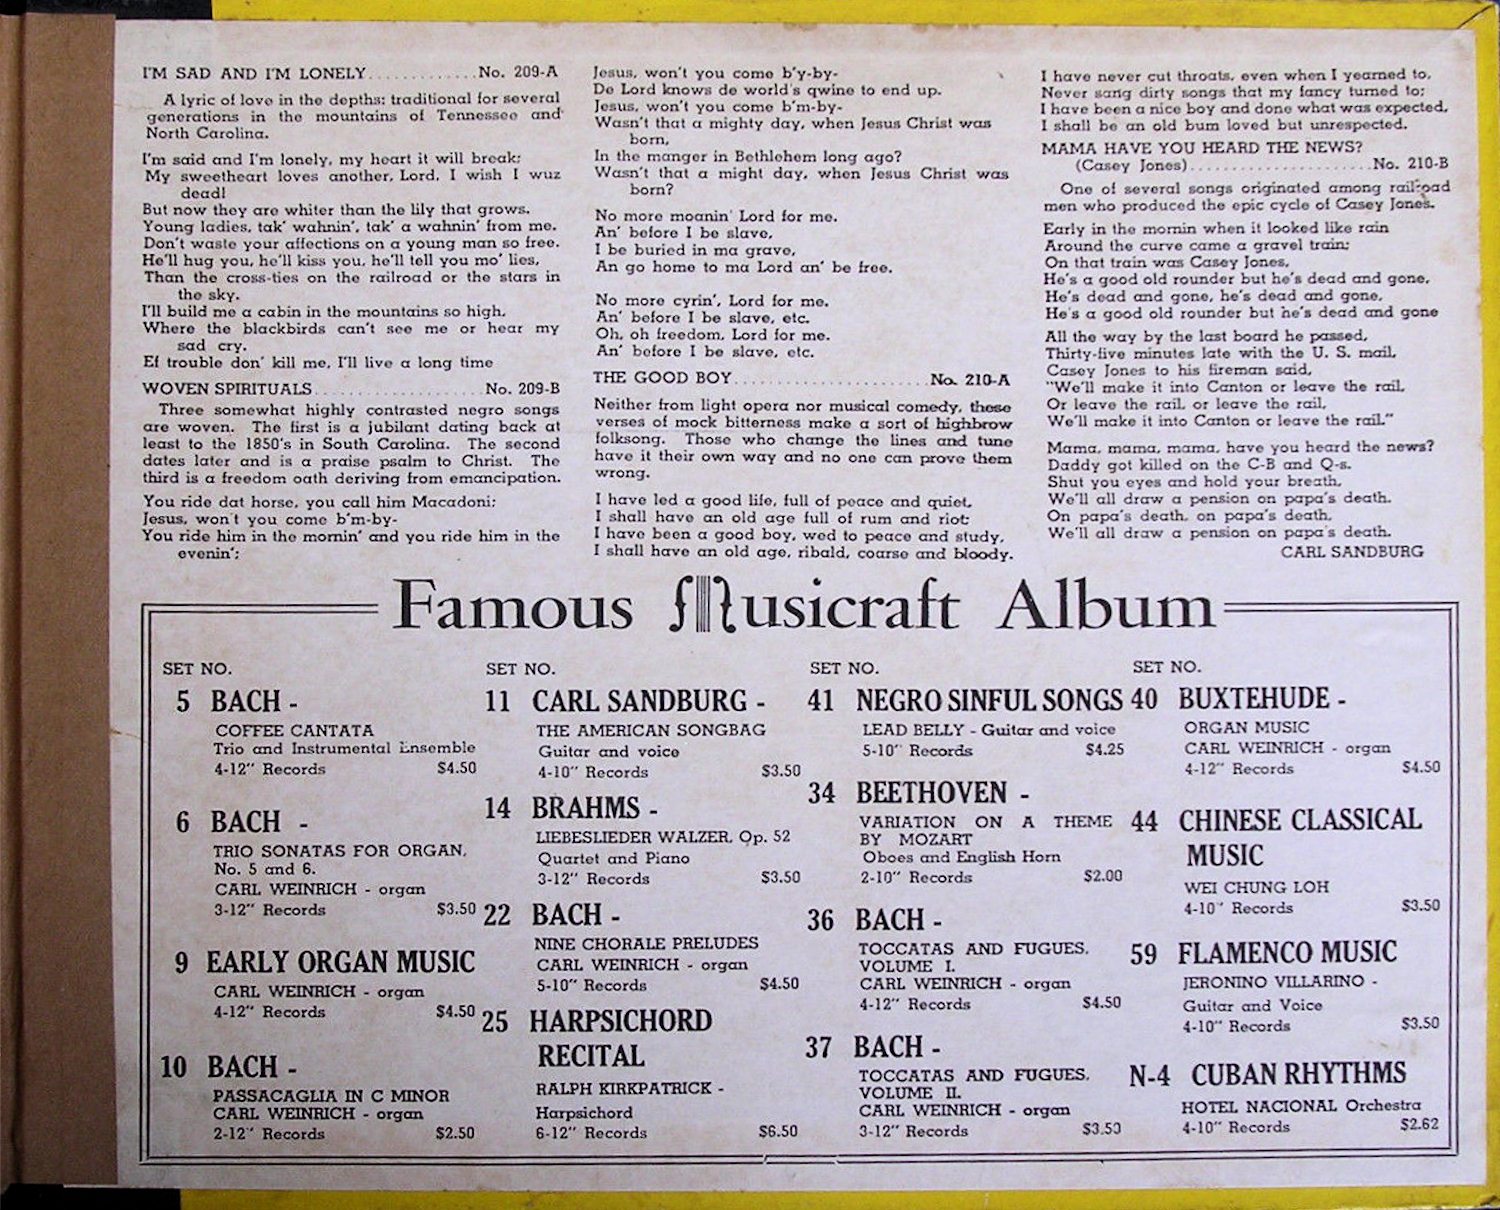 I'M SAD AND I'M LONELY.............No. 209-A
A lyric of love in the depths: traditional for several
generations in the mountains of Tennessee and
North Carolina.
I'm said and I'm lonely, my heart it will break;
My sweetheart loves another, Lord, I wish I wuz
dead!
But now they are whiter than the lily that grows.
Young ladies, tak' wahnin', tak' a wahnin' from me.
Don't waste your affections on a young man so free.
He'll hug you, he'll kiss you, he'll tell you mo' lies,
Than the cross-ties on the railroad or the stars in
the sky.
I'll build me a cabin in the mountains so high,
Where the blackbirds can't see me or hear my
sad cry.
Ef trouble don' kill me, I'll live a long time
WOVEN SPIRITUALS....................No. 209-B
Three somewhat highly contrasted negro songs
are woven. The first is a jubilant dating back at
least to the 1850's in South Carolina. The second
dates later and is a praise psalm to Christ. The
third is a freedom oath deriving from emancipation.
You ride dat horse, you call him Macadoni;
Jesus, won't you come b'm-by-
You ride him in the mornin' and you ride him in the
evenin';
Jesus, won't you come b'y-by-
De Lord knows de world's qwine to end up.
Jesus, won't you come b'm-by-
Wasn't that a mighty day, when Jesus Christ was
born,
In the manger in Bethlehem long ago?
Wasn't that a might day, when Jesus Christ was
born?
No more moanin' Lord for me.
An' before I be slave,
I be buried in ma grave,
An go home to ma Lord an' be free.
No more cyrin', Lord for me.
An' before I be slave, etc.
Oh, oh freedom, Lord for me.
An' before I be slave, etc.
THE GOOD BOY.......................No. 210-A
Neither from light opera nor musical comedy, these
verses of mock bitterness make a sort of highbrow
folksong. Those who change the lines and tune
have it their own way and no one can prove them
wrong.
I have led a good life, full of peace and quiet,
I shall have an old age full of rum and riot;
I have been a good boy, wed to peace and study,
I shall have an old age, ribald, coarse and bloody.
I have never cut throats, even when I yearned to,
Never sang dirty songs that my fancy turned to;
I have been a nice boy and done what was expected,
I shall be an old bum loved but unrespected.
MAMA HAVE YOU HEARD THE NEWS?
(Casey Jones)......................No. 210-B
One of several songs originated among railroad
men who produced the epic cycle of Casey Jones.
Early in the mornin when it looked like rain
Around the curve came a gravel train;
On that train was Casey Jones,
He's a good old rounder but he's dead and gone,
He's dead and gone, he's dead and gone,
He's a good old rounder but he's dead and gone
All the way by the last board he passed,
Thirty-five minutes late with the U. S. mail,
Casey Jones to his fireman said,
"We'll make it into Canton or leave the rail,
Or leave the rail, or leave the rail,
We'll make it into Canton or leave the rail."
Mama, mama, mama, have you heard the news?
Daddy got killed on the C-B and Q-s.
Shut you eyes and hold your breath,
We'll all draw a pension on papa's death.
On papa's death, on papa's death,
We'll all draw a pension on papa's death.
CARL SANDBURG
Famous Musicraft Album
SET NO.
5 BACH -
COFFEE CANTATA
Trio and Instrumental Ensemble
4-12" Records $4.50
6 BACH -
TRIO SONATAS FOR ORGAN,
No. 5 and 6.
CARL WEINRICH - organ
3-12" Records $3.50
9 EARLY ORGAN MUSIC
CARL WEINRICH - organ
4-12" Records $4.50
10 BACH -
PASSACAGLIA IN C MINOR
CARL WEINRICH - organ
2-12" Records $2.50
SET NO.
11 CARL SANDBURG -
THE AMERICAN SONGBAG
Guitar and voice
4-10" Records $3.50
14 BRAHMS -
LIEBESLIEDER WALZER, Op. 52
Quartet and Piano
3-12" Records $3.50
22 BACH -
NINE CHORALE PRELUDES
CARL WEINRICH - organ
5-10" Records $4.50
25 HARPSICHORD
RECITAL
RALPH KIRKPATRICK -
Harpsichord
6-12" Records $6.50
SET NO.
41 NEGRO SINFUL SONGS
LEAD BELLY - Guitar and voice
5-10" Records $4.25
34 BEETHOVEN -
VARIATION ON A THEME
BY MOZART
Oboes and English Horn
2-10" Records $2.00
36 BACH -
TOCCATAS AND FUGUES,
VOLUME I.
CARL WEINRICH - organ
4-12" Records $4.50
37 BACH -
TOCCATAS AND FUGUES,
VOLUME II.
CARL WEINRICH - organ
3-12" Records $3.50
SET NO.
40 BUXTEHUDE -
ORGAN MUSIC
CARL WEINRICH - organ
4-12" Records $4.50
44 CHINESE CLASSICAL
MUSIC
WEI CHUNG LOH
4-10" Records $3.50
59 FLAMENCO MUSIC
JERONINO VILLARINO -
Guitar and Voice
4-10" Records $3.50
N-4 CUBAN RHYTHMS
HOTEL NACIONAL Orchestra
4-10" Records $2.62